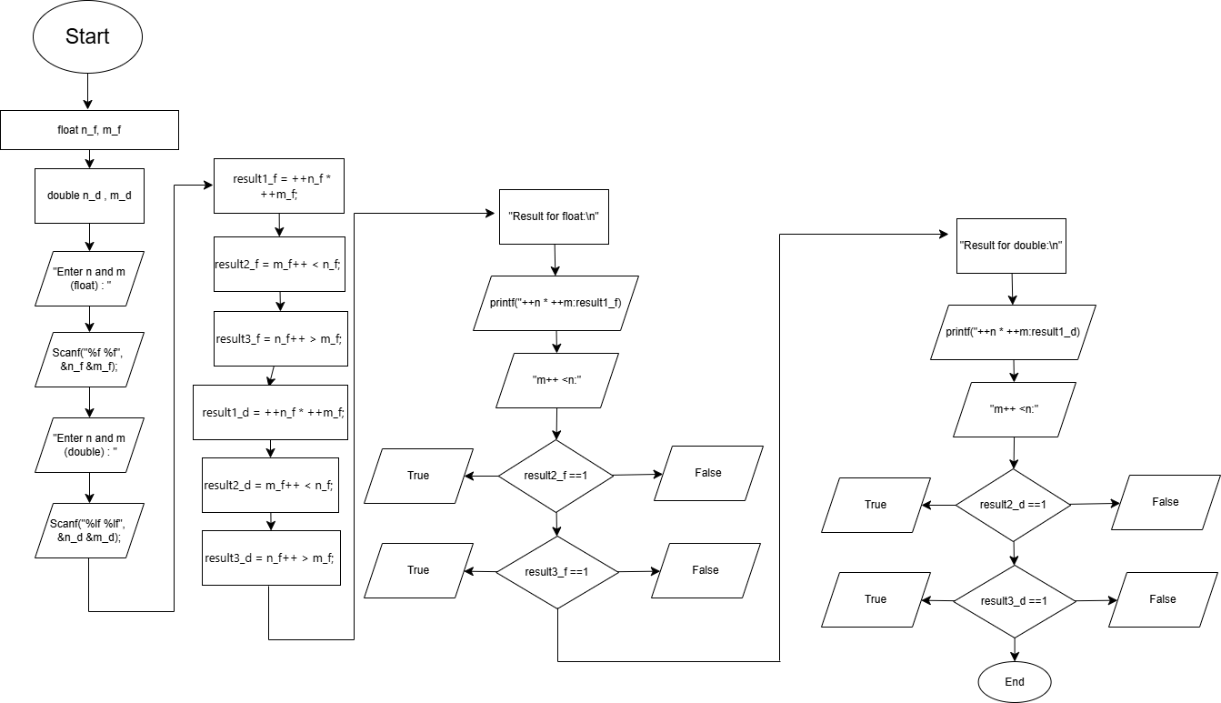 Start
float n_f, m_f
double n_d , m_d
"Enter n and m
(float) : "
Scanf("%f %f",
&n_f &m_f);
"Enter n and m
(double) : "
Scanf("%lf %lf",
&n_d &m_d);
result1_f = ++n_f *
++m_f;
result2_f = m_f++ < n_f;
result3_f = n_f++ > m_f;
result1_d = ++n_f * ++m_f;
result2_d = m_f++ < n_f;
result3_d = n_f++ > m_f;
"Result for float:\n"
printf("++n * ++m:result1_f)
"m++ <n:"
result2_f ==1
True
False
result3_f ==1
True
False
"Result for double:\n"
printf("++n * ++m:result1_d)
"m++ <n:"
result2_d ==1
True
False
result3_d ==1
True
False
End